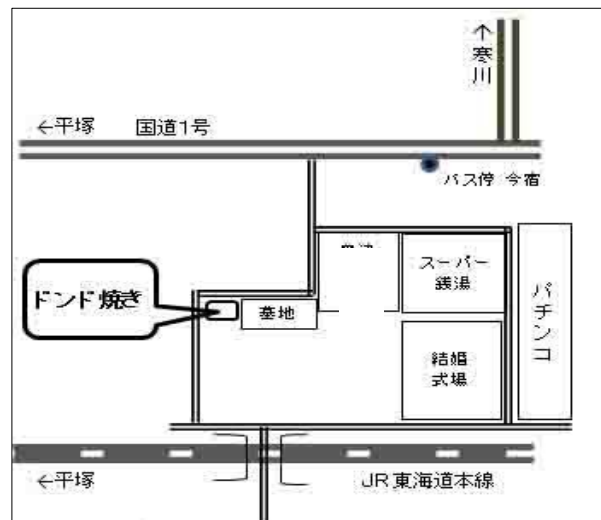 ↑寒川
←平塚 国道1号
バス停 今宿
スーパー
銭湯
パチンコ
ドンド焼き
墓地
結婚
式場
←平塚 JR東海道本線